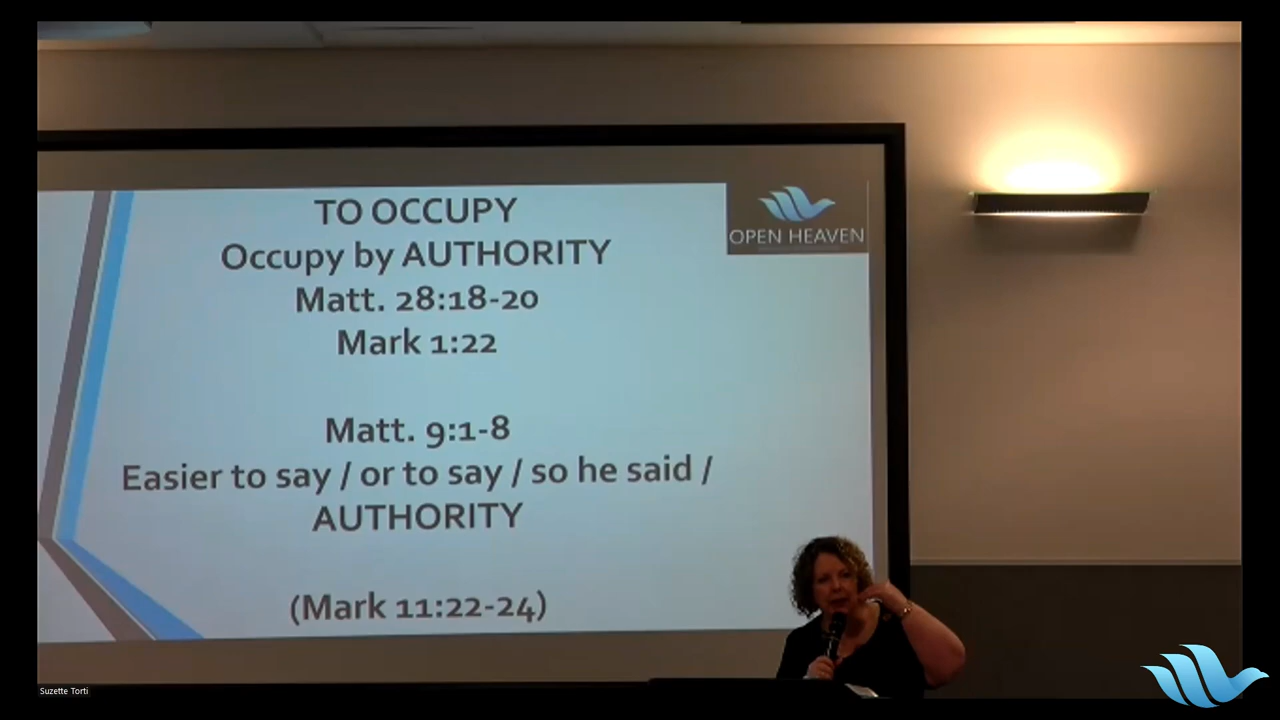 TO OCCUPY
Occupy by AUTHORITY
Matt. 28:18-20
Mark 1:22
Matt. 9:1-8
Easier to say / or to say / so he said /
AUTHORITY
(Mark 11:22-24)
OPEN HEAVEN
Suzette Torti